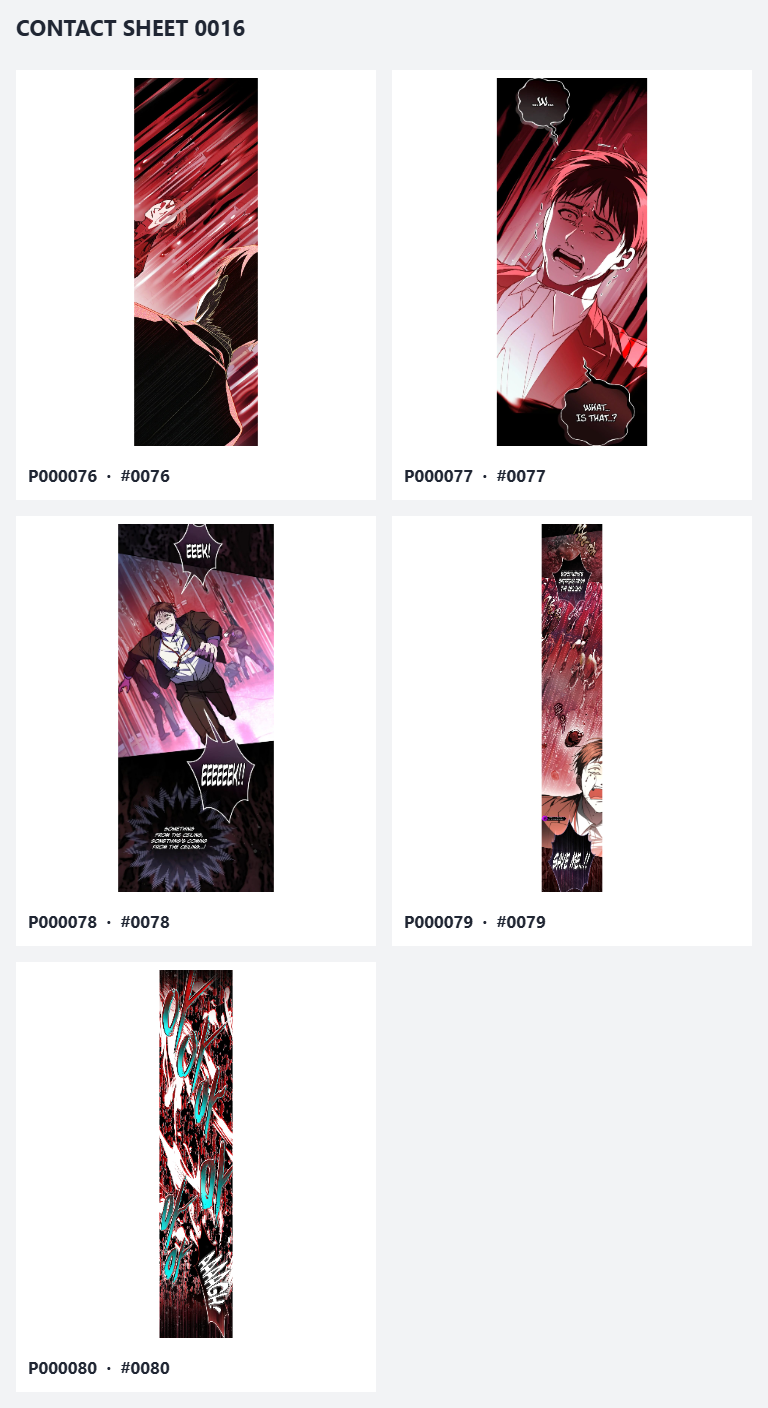 CONTACT SHEET 0016
...W...
WHAT...
IS THAT...?
P000076 · #0076
P000077 · #0077
EEEK!
EEEEEEK!!
SOMETHING
FROM THE CEILING,
SOMETHING'S COMING
FROM THE CEILING...!
SAVE ME..!!
P000078 · #0078
P000079 · #0079
AAAAGH!
P000080 · #0080